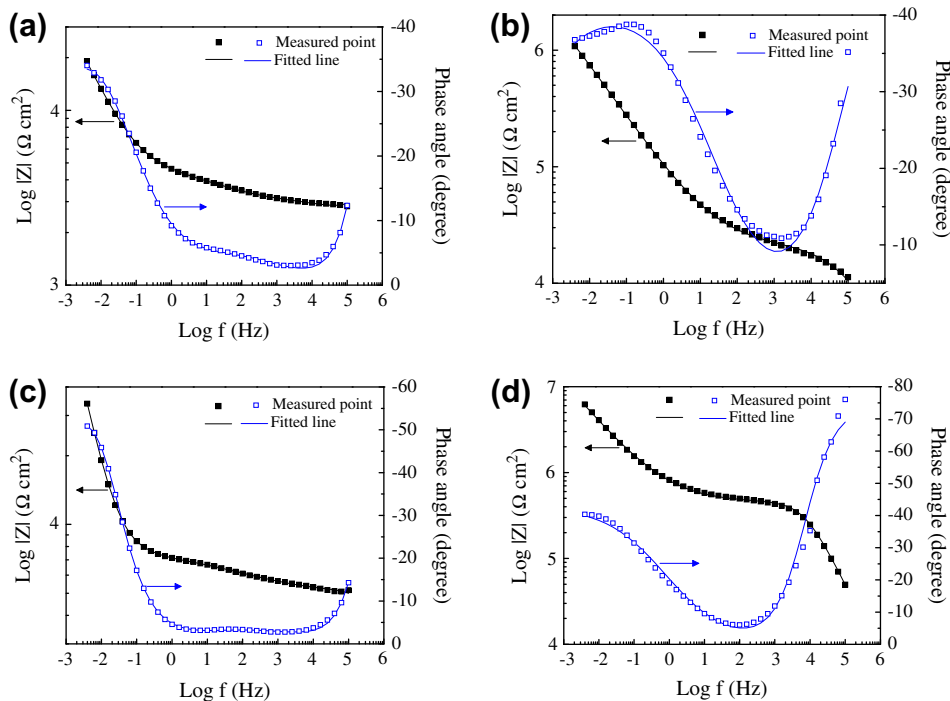 (a)
Log |Z| (Ω cm²)
4
3
-3 -2 -1 0 1 2 3 4 5 6
Log f (Hz)
-40
-30
-20
-10
0
Phase angle (degree)
Measured point
Fitted line
(b)
Log |Z| (Ω cm²)
6
5
4
-3 -2 -1 0 1 2 3 4 5 6
Log f (Hz)
-40
-30
-20
-10
Phase angle (degree)
Measured point
Fitted line
(c)
Log |Z| (Ω cm²)
4
-3 -2 -1 0 1 2 3 4 5 6
Log f (Hz)
-60
-50
-40
-30
-20
-10
0
Phase angle (degree)
Measured point
Fitted line
(d)
Log |Z| (Ω cm²)
7
6
5
4
-3 -2 -1 0 1 2 3 4 5 6
Log f (Hz)
-80
-70
-60
-50
-40
-30
-20
-10
0
Phase angle (degree)
Measured point
Fitted line